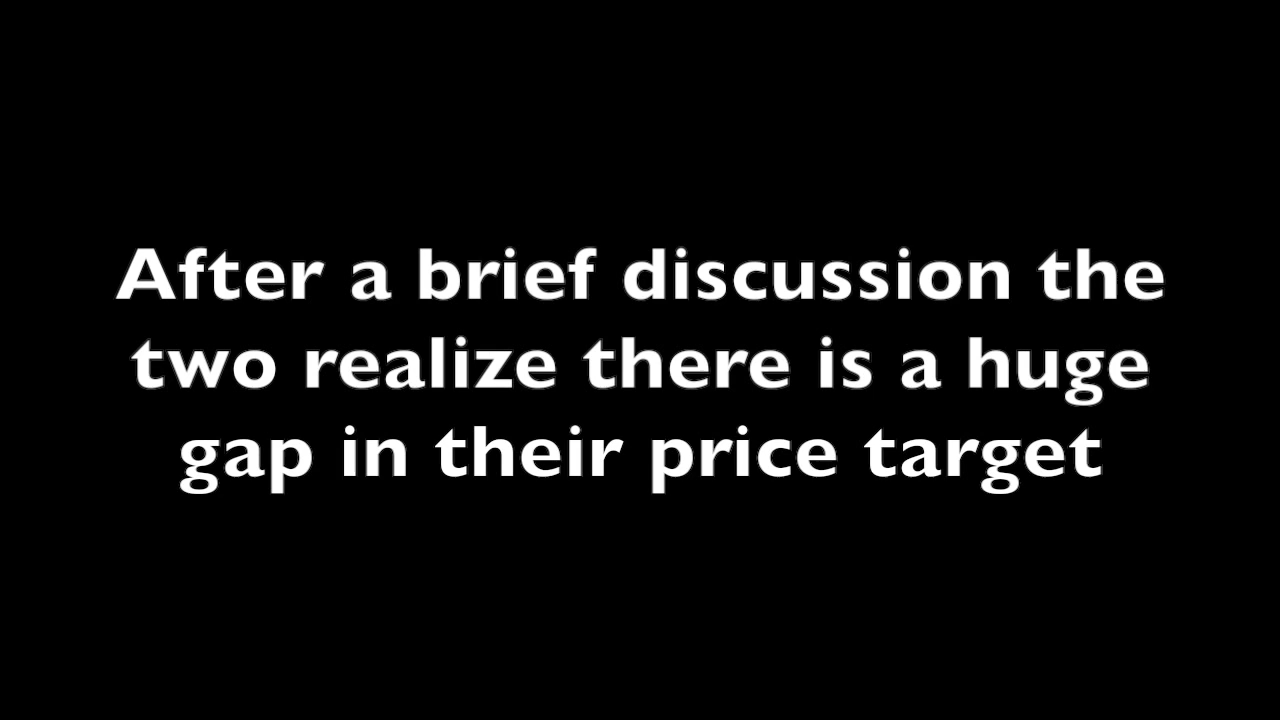 After a brief discussion the
two realize there is a huge
gap in their price target